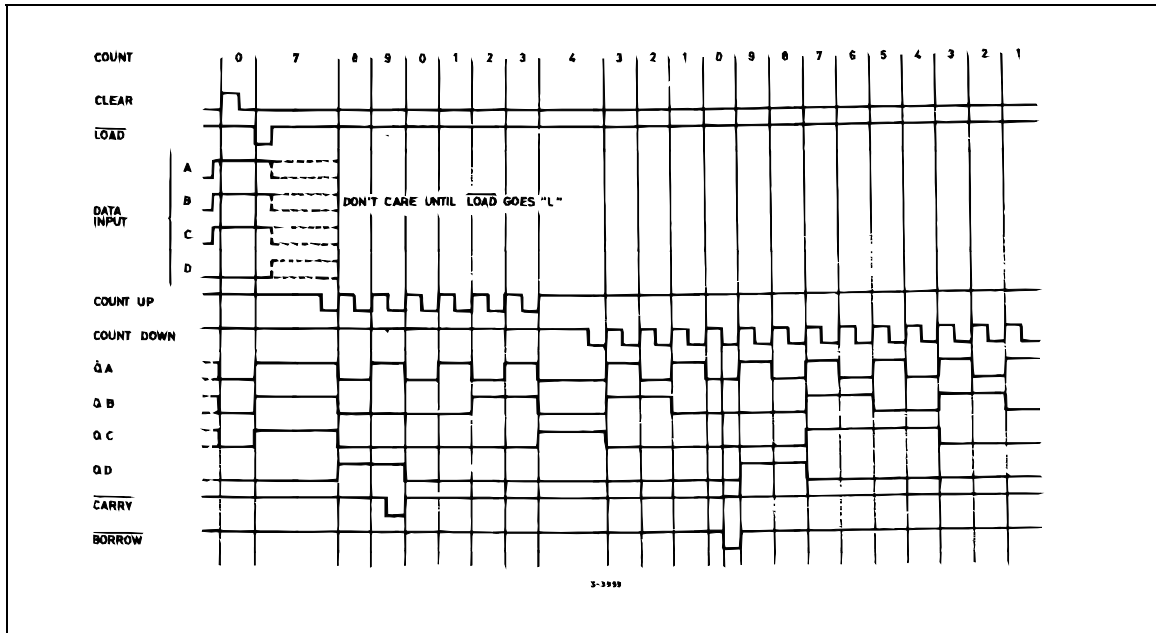 COUNT 0 7 8 9 0 1 2 3 4 3 2 1 0 9 8 7 6 5 4 3 2 1
CLEAR
LOAD
A
B
DON'T CARE UNTIL LOAD GOES "L"
DATA
INPUT
C
D
COUNT UP
COUNT DOWN
QA
QB
QC
QD
CARRY
BORROW
S-3999